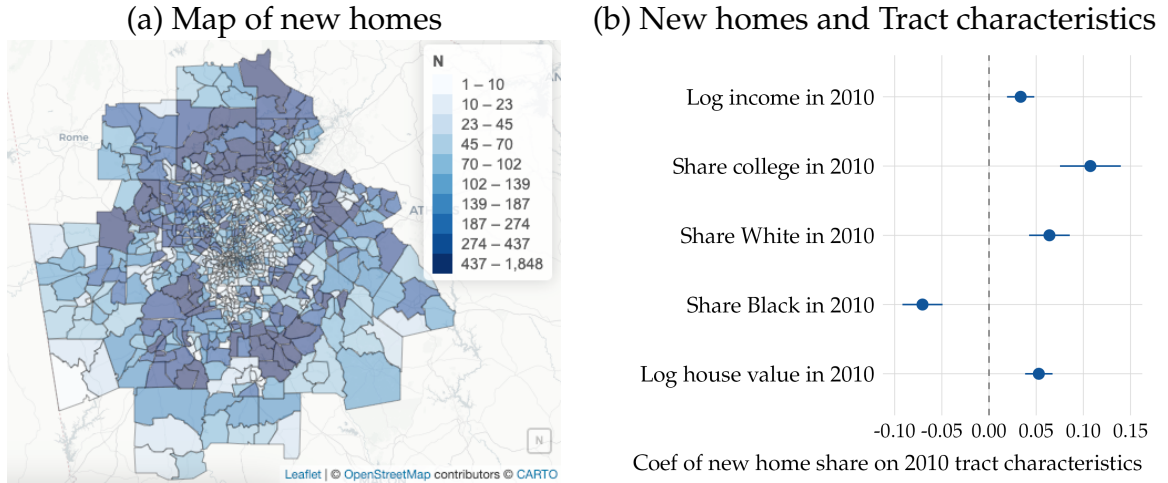 (a) Map of new homes
N
1 – 10
10 – 23
23 – 45
45 – 70
70 – 102
102 – 139
139 – 187
187 – 274
274 – 437
437 – 1,848
Rome
N
Leaflet | © OpenStreetMap contributors © CARTO
(b) New homes and Tract characteristics
Log income in 2010
Share college in 2010
Share White in 2010
Share Black in 2010
Log house value in 2010
-0.10 -0.05 0.00 0.05 0.10 0.15
Coef of new home share on 2010 tract characteristics